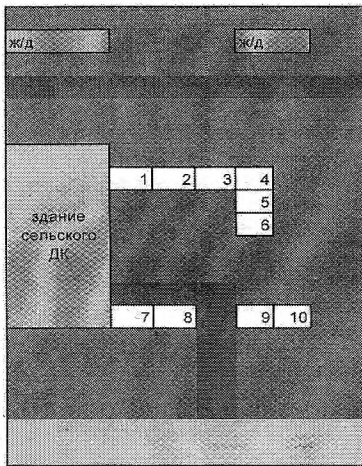 ж/д ж/д
1 2 3 4
5
здание
сельского
ДК
6
7 8 9 10